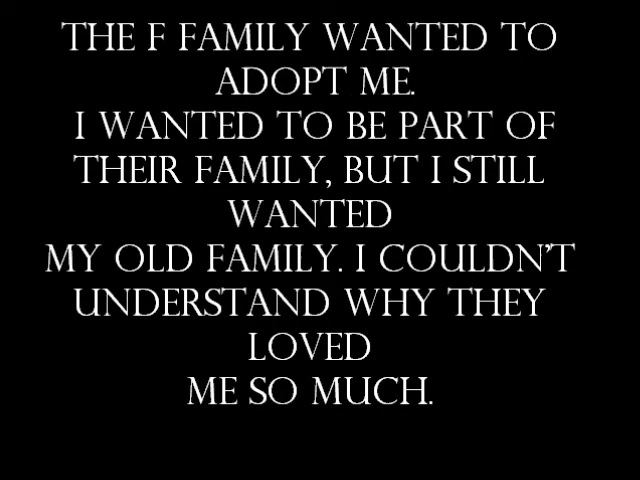 THE F FAMILY WANTED TO
ADOPT ME.
I WANTED TO BE PART OF
THEIR FAMILY, BUT I STILL
WANTED
MY OLD FAMILY. I COULDN'T
UNDERSTAND WHY THEY
LOVED
ME SO MUCH.